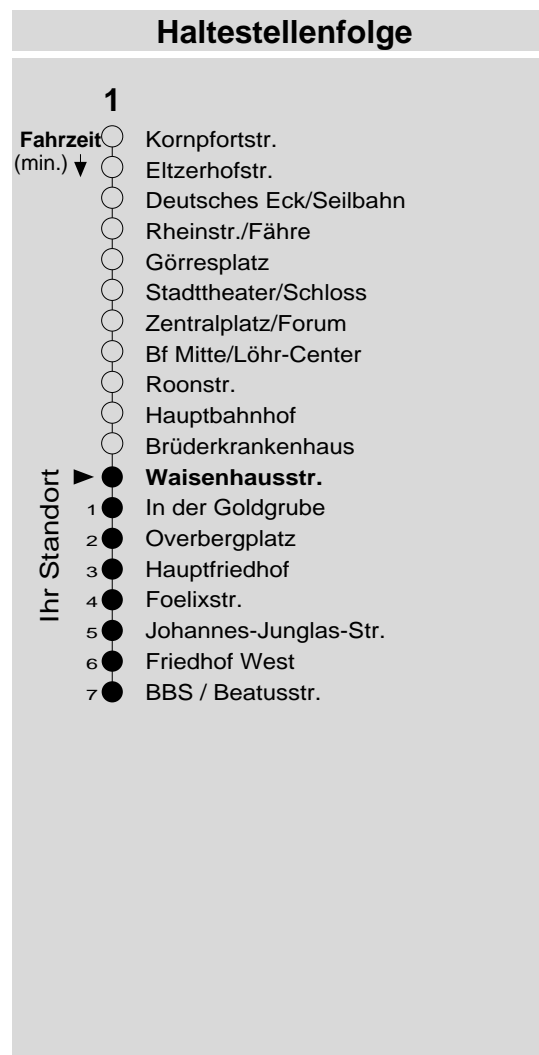 Haltestellenfolge
1
Fahrzeit Kornpfortstr.
(min.) Eltzerhofstr.
Deutsches Eck/Seilbahn
Rheinstr./Fähre
Görresplatz
Stadttheater/Schloss
Zentralplatz/Forum
Bf Mitte/Löhr-Center
Roonstr.
Hauptbahnhof
Brüderkrankenhaus
Ihr Standort
Waisenhausstr.
1 In der Goldgrube
2 Overbergplatz
3 Hauptfriedhof
4 Foelixstr.
5 Johannes-Junglas-Str.
6 Friedhof West
7 BBS / Beatusstr.